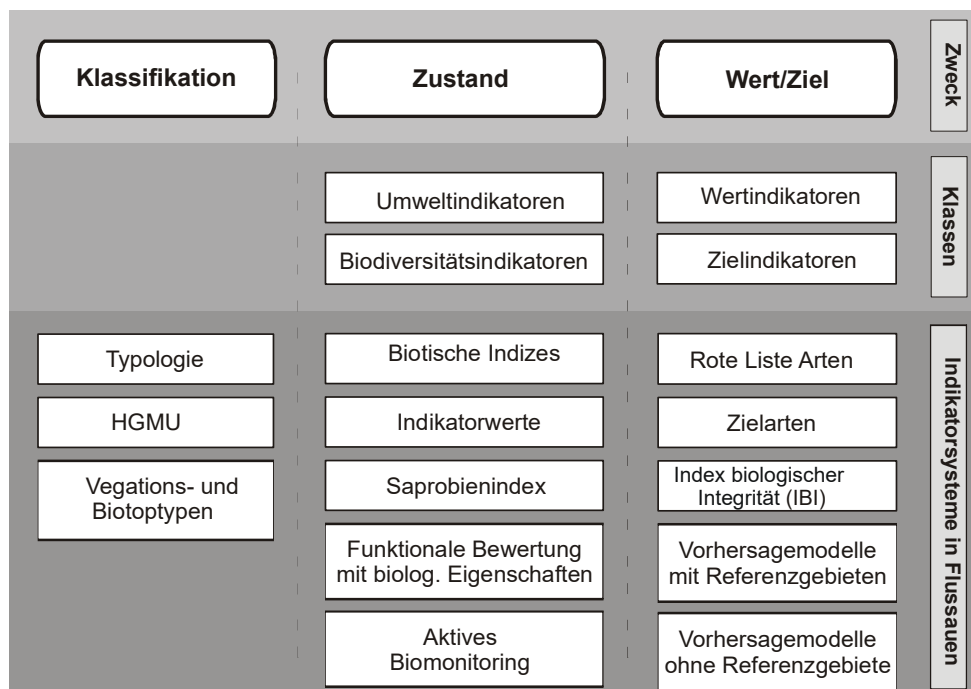 Klassifikation
Zustand
Wert/Ziel
Zweck
Umweltindikatoren
Wertindikatoren
Biodiversitätsindikatoren
Zielindikatoren
Klassen
Typologie
Biotische Indizes
Rote Liste Arten
HGMU
Indikatorwerte
Zielarten
Vegations- und
Biotoptypen
Saprobienindex
Index biologischer
Integrität (IBI)
Funktionale Bewertung
mit biolog. Eigenschaften
Vorhersagemodelle
mit Referenzgebieten
Aktives
Biomonitoring
Vorhersagemodelle
ohne Referenzgebiete
Indikatorsysteme in Flussauen